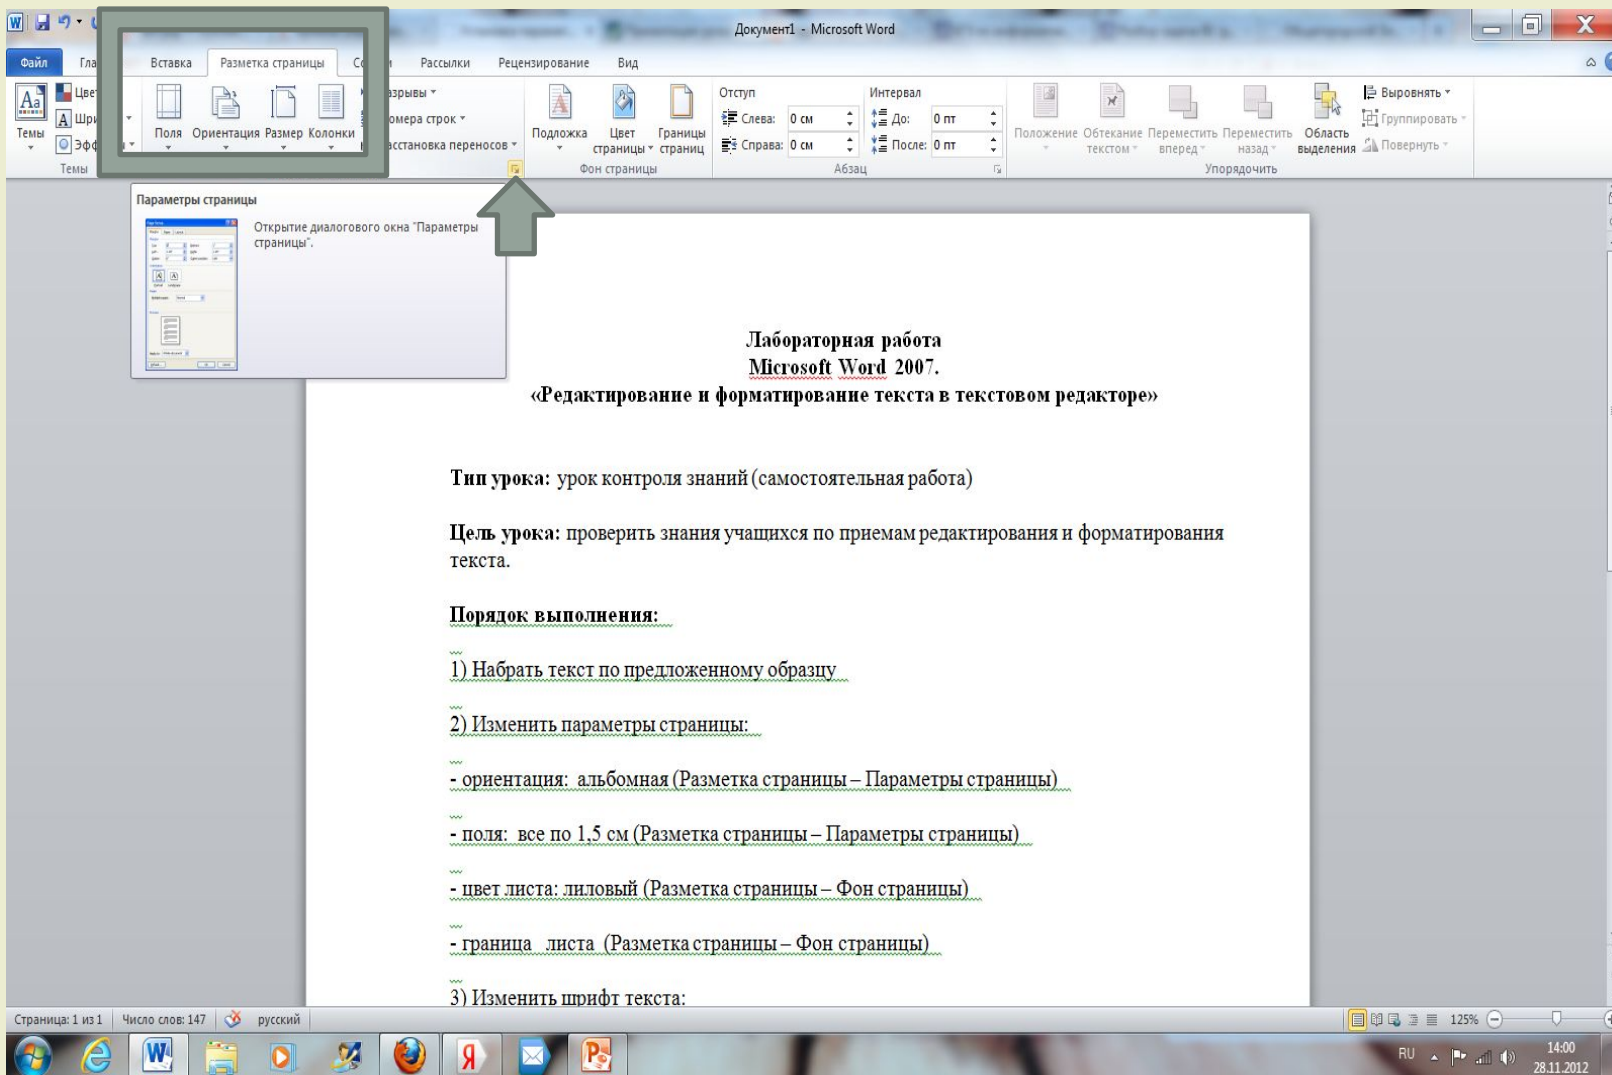 Документ1 - Microsoft Word
Файл Гла Вставка Разметка страницы Рассылки Рецензирование Вид
Темы
Поля Ориентация Размер Колонки
Подложка Цвет страницы Границы страниц
Отступ Интервал
Слева: 0 см До: 0 пт
Справа: 0 см После: 0 пт
Положение Обтекание текстом Переместить вперед Переместить назад Область выделения
Выровнять
Группировать
Повернуть
Темы Фон страницы Абзац Упорядочить
Параметры страницы
Открытие диалогового окна "Параметры
страницы".
Лабораторная работа
Microsoft Word 2007.
«Редактирование и форматирование текста в текстовом редакторе»
Тип урока: урок контроля знаний (самостоятельная работа)
Цель урока: проверить знания учащихся по приемам редактирования и форматирования
текста.
Порядок выполнения:
1) Набрать текст по предложенному образцу
2) Изменить параметры страницы:
- ориентация: альбомная (Разметка страницы – Параметры страницы)
- поля: все по 1,5 см (Разметка страницы – Параметры страницы)
- цвет листа: лиловый (Разметка страницы – Фон страницы)
- граница листа (Разметка страницы – Фон страницы)
3) Изменить шрифт текста:
Страница: 1 из 1 Число слов: 147 русский 125%
RU 14:00
28.11.2012